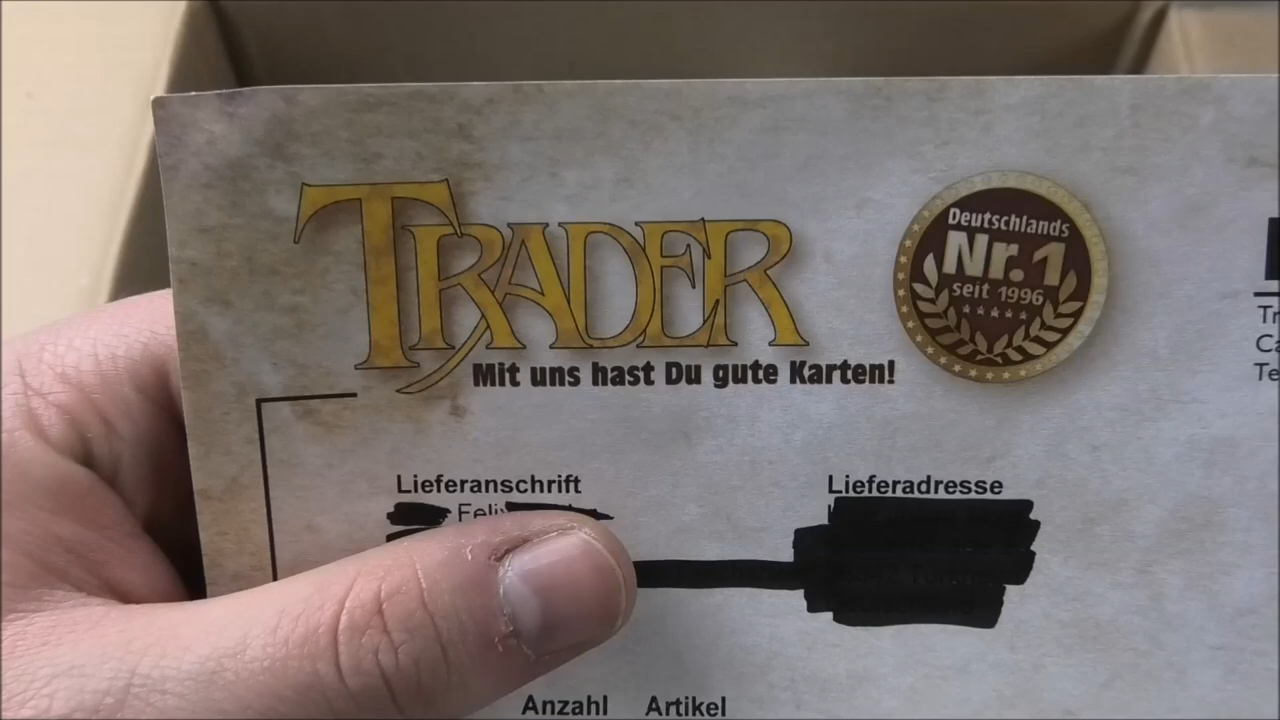 TRADER
Mit uns hast Du gute Karten!
Deutschlands
Nr.1
seit 1996
Lieferanschrift
Lieferadresse
Anzahl Artikel